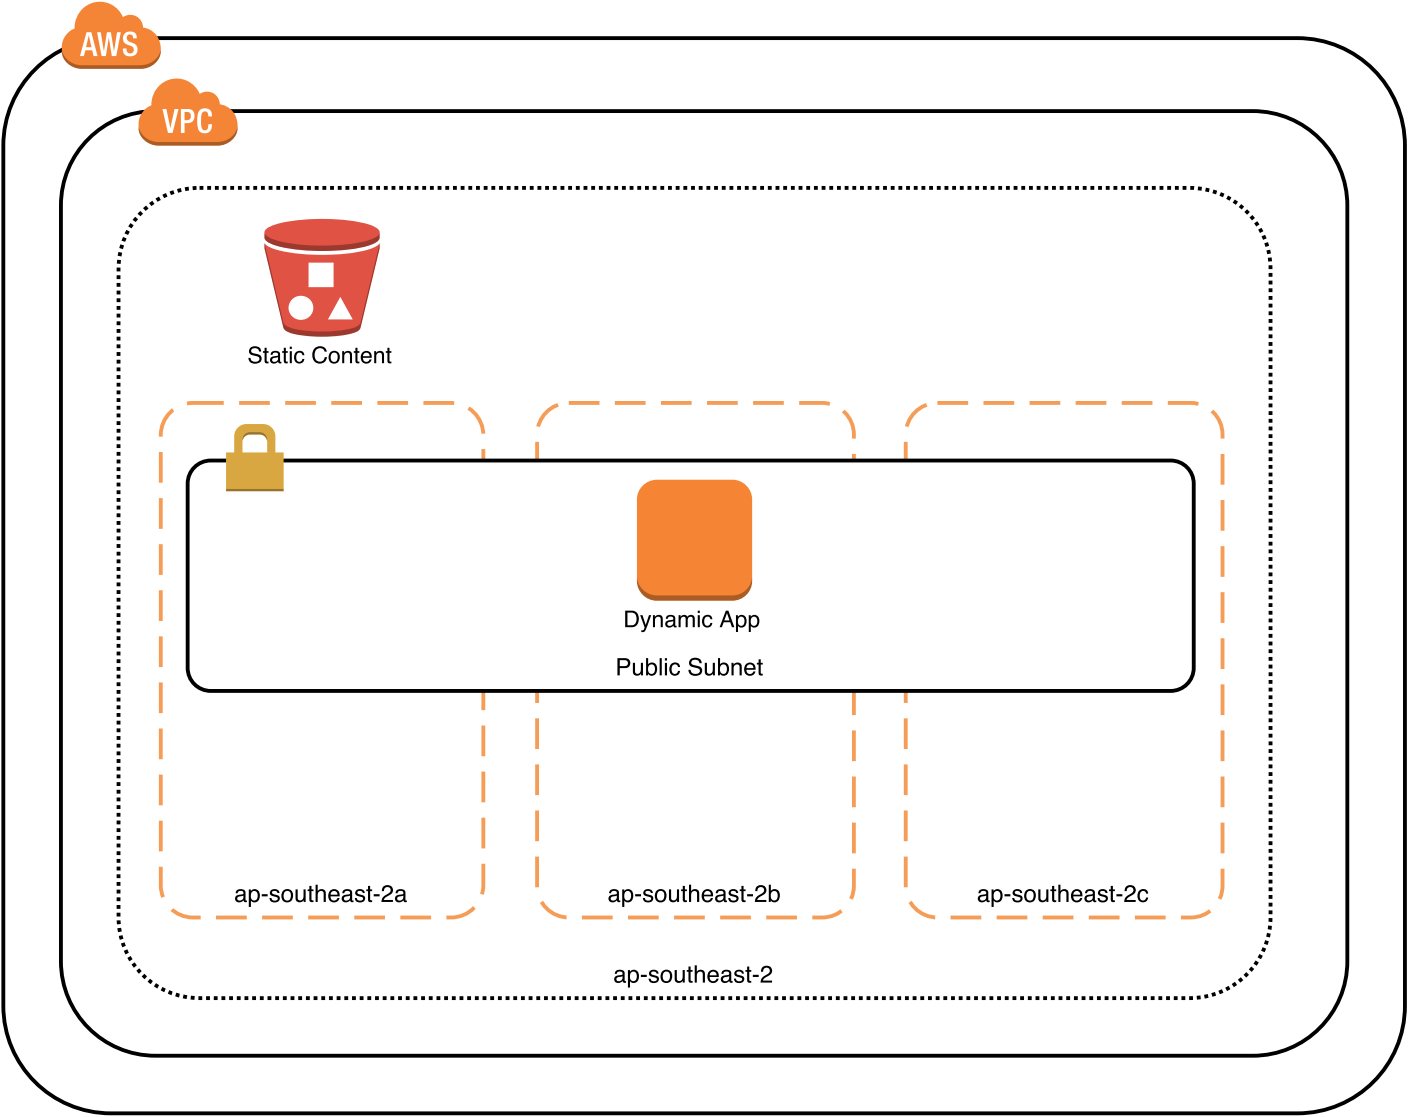 AWS
VPC
Static Content
Dynamic App
Public Subnet
ap-southeast-2a
ap-southeast-2b
ap-southeast-2c
ap-southeast-2